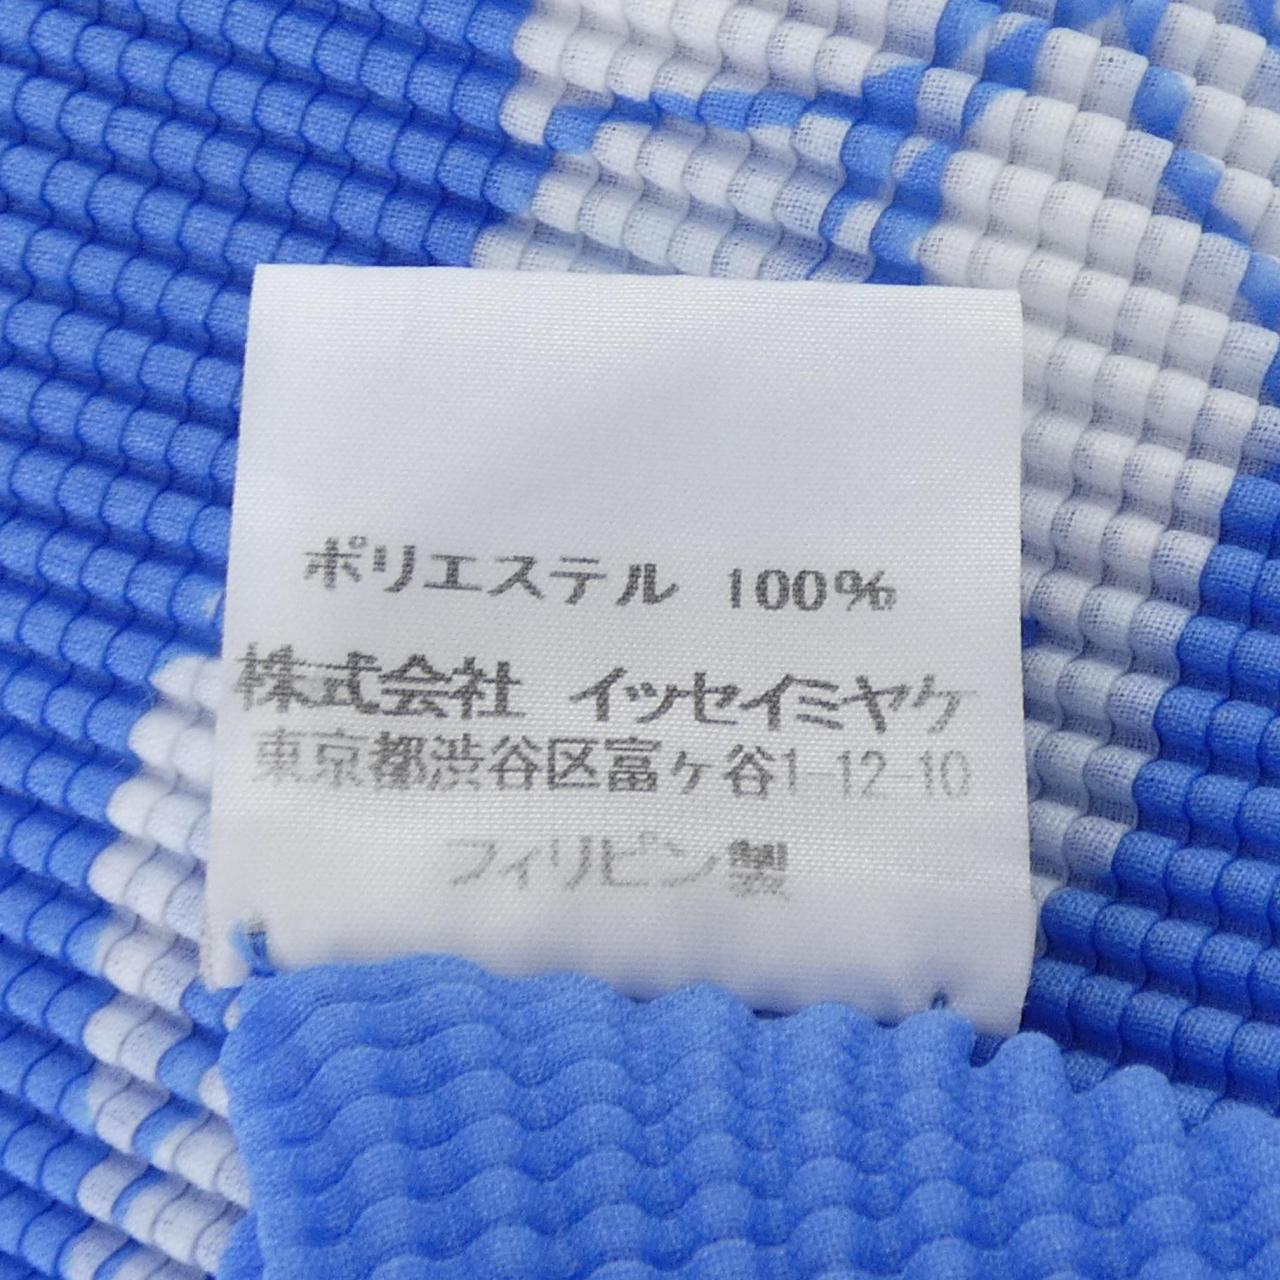 ポリエステル 100%
株式会社 イッセイミヤケ
東京都渋谷区富ヶ谷1-12-10
フィリピン製